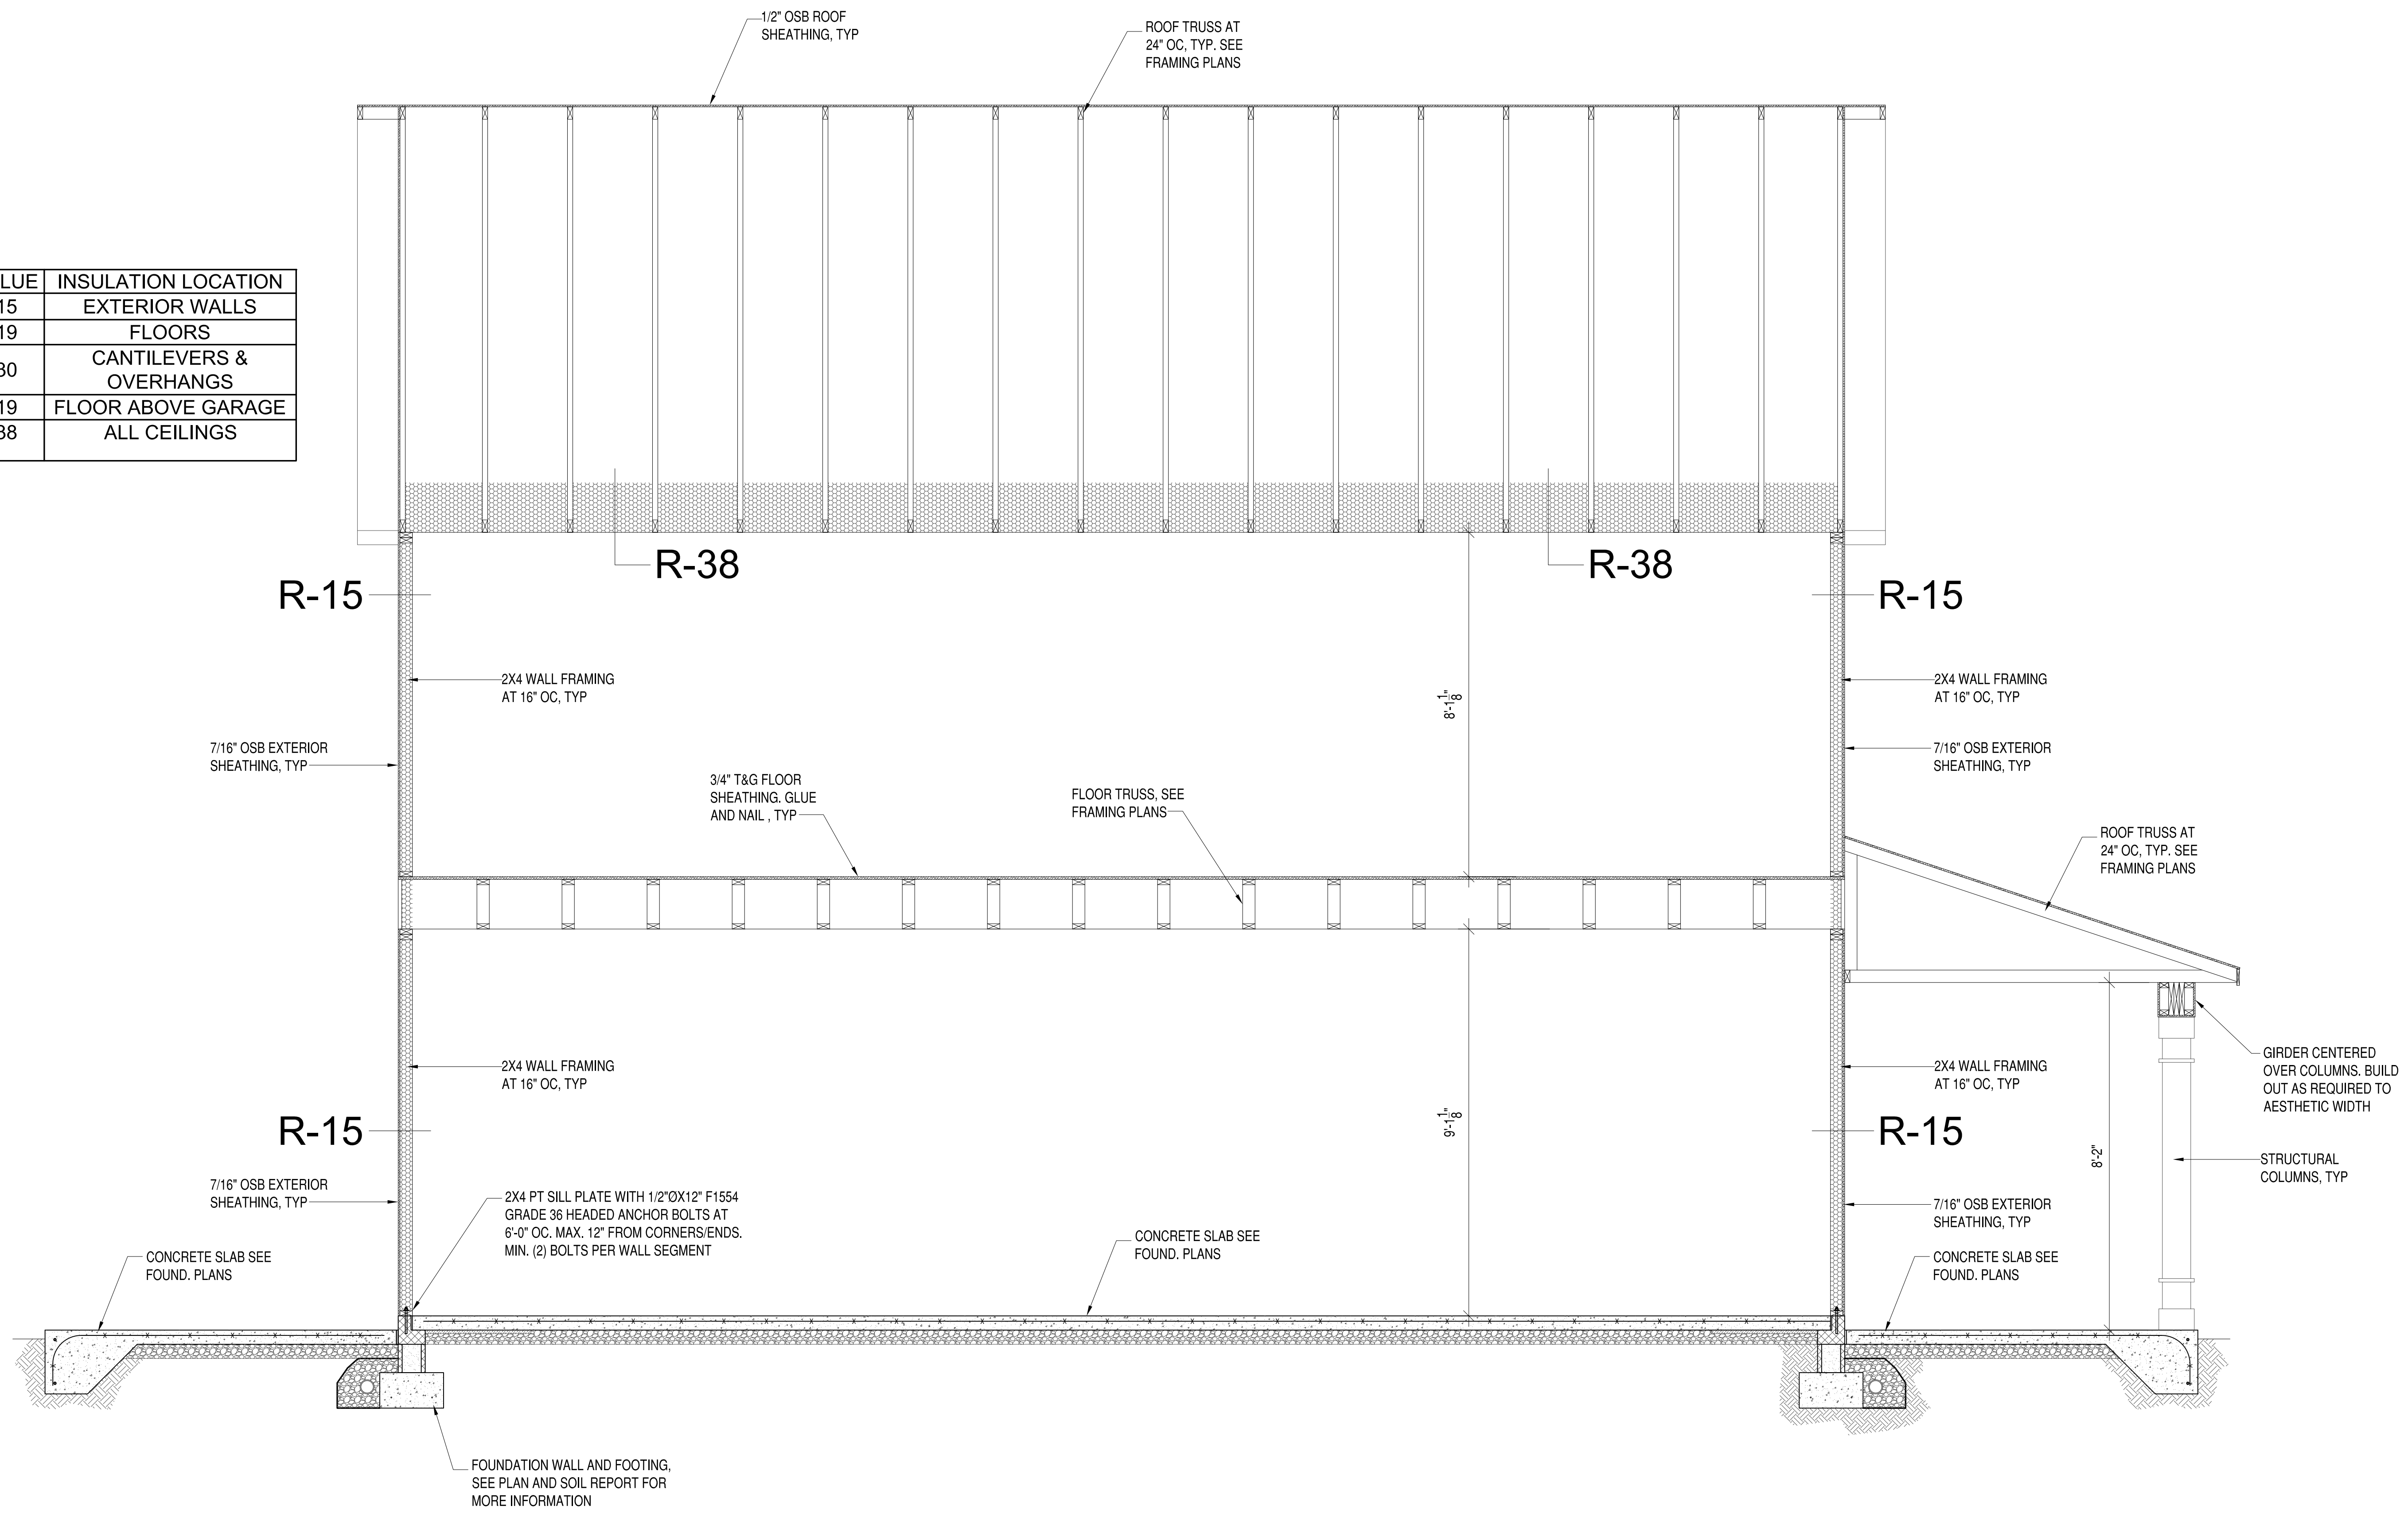 1/2" OSB ROOF
SHEATHING, TYP
ROOF TRUSS AT
24" OC, TYP. SEE
FRAMING PLANS
LUE INSULATION LOCATION
15 EXTERIOR WALLS
19 FLOORS
30 CANTILEVERS &
OVERHANGS
19 FLOOR ABOVE GARAGE
38 ALL CEILINGS
R-38
R-38
R-15
R-15
2X4 WALL FRAMING
AT 16" OC, TYP
8'-1 1/8"
2X4 WALL FRAMING
AT 16" OC, TYP
7/16" OSB EXTERIOR
SHEATHING, TYP
7/16" OSB EXTERIOR
SHEATHING, TYP
3/4" T&G FLOOR
SHEATHING. GLUE
AND NAIL , TYP
FLOOR TRUSS, SEE
FRAMING PLANS
ROOF TRUSS AT
24" OC, TYP. SEE
FRAMING PLANS
2X4 WALL FRAMING
AT 16" OC, TYP
2X4 WALL FRAMING
AT 16" OC, TYP
GIRDER CENTERED
OVER COLUMNS. BUILD
OUT AS REQUIRED TO
AESTHETIC WIDTH
R-15
9'-1 1/8"
R-15
8'-2"
STRUCTURAL
COLUMNS, TYP
7/16" OSB EXTERIOR
SHEATHING, TYP
2X4 PT SILL PLATE WITH 1/2"ØX12" F1554
GRADE 36 HEADED ANCHOR BOLTS AT
6'-0" OC. MAX. 12" FROM CORNERS/ENDS.
MIN. (2) BOLTS PER WALL SEGMENT
7/16" OSB EXTERIOR
SHEATHING, TYP
CONCRETE SLAB SEE
FOUND. PLANS
CONCRETE SLAB SEE
FOUND. PLANS
CONCRETE SLAB SEE
FOUND. PLANS
FOUNDATION WALL AND FOOTING,
SEE PLAN AND SOIL REPORT FOR
MORE INFORMATION